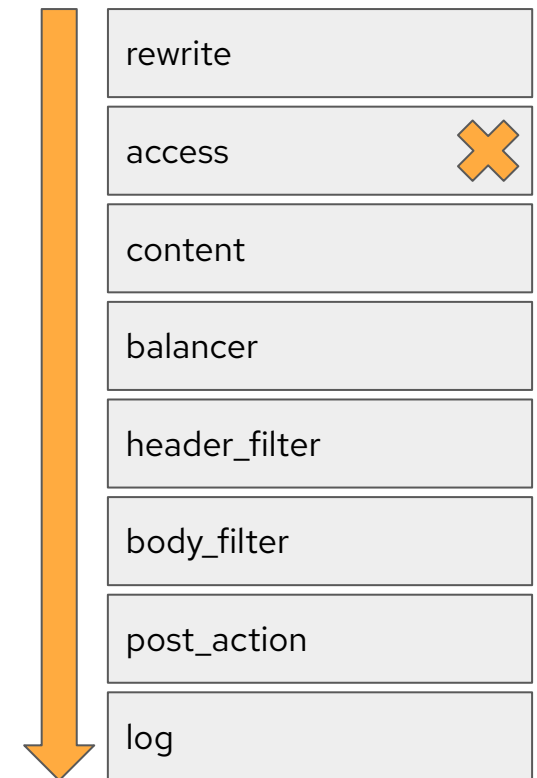 rewrite
access
content
balancer
header_filter
body_filter
post_action
log